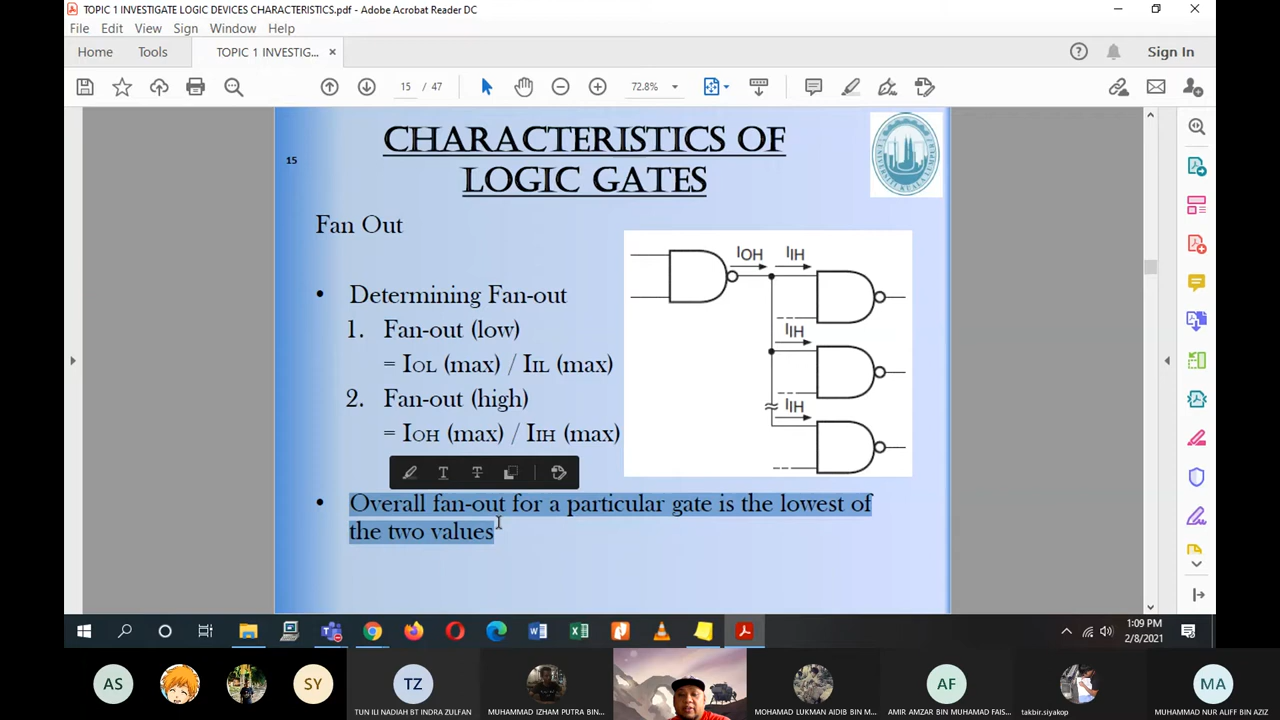 TOPIC 1 INVESTIGATE LOGIC DEVICES CHARACTERISTICS.pdf - Adobe Acrobat Reader DC
File Edit View Sign Window Help
Home Tools TOPIC 1 INVESTIG... × Sign In
15 / 47 72.8%
CHARACTERISTICS OF
LOGIC GATES
15
Fan Out
• Determining Fan-out
1. Fan-out (low)
= IOL (max) / IIL (max)
2. Fan-out (high)
= IOH (max) / IIH (max)
• Overall fan-out for a particular gate is the lowest of
the two values
IOH IIH
IIH
IIH
1:09 PM
2/8/2021
AS SY TZ AF MA
TUN ILI NADIAH BT INDRA ZULFAN MUHAMMAD IZHAM PUTRA BIN... MOHAMAD LUKMAN AIDIB BIN M... AMIR AMZAR BIN MUHAMAD FAIS... takbir.siyakop MUHAMMAD NUR ALIFF BIN AZ...